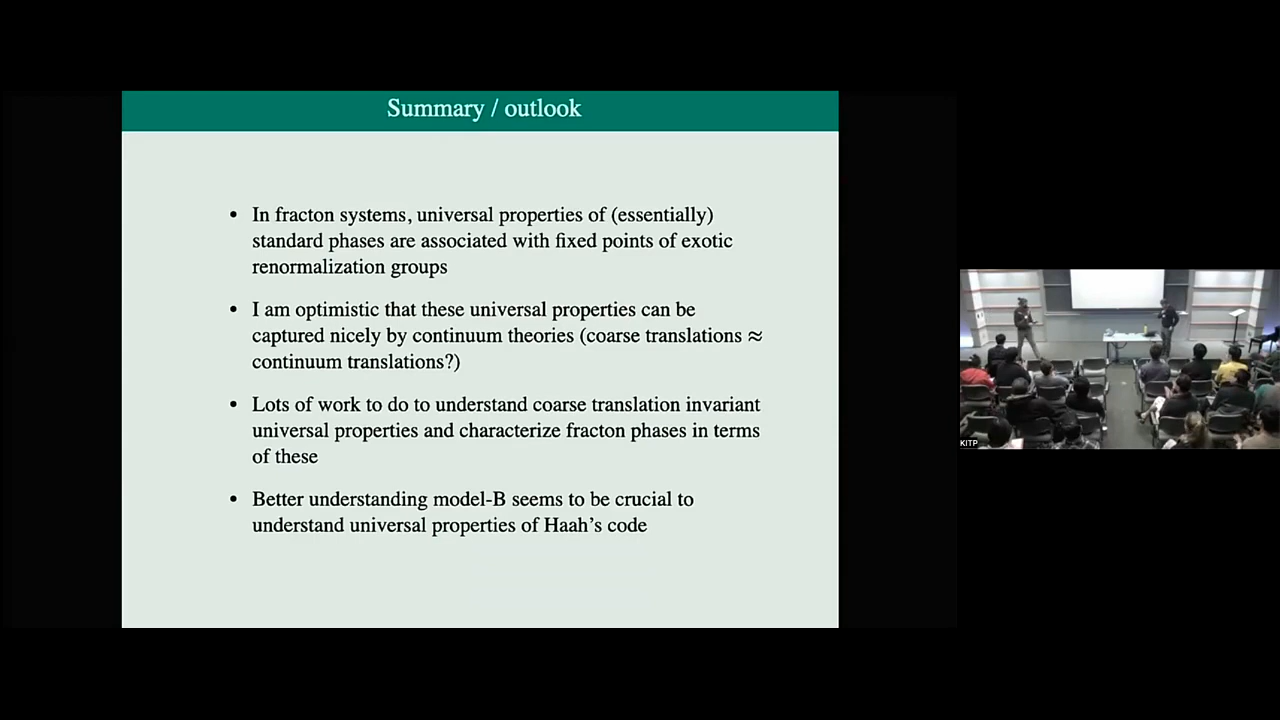 Summary / outlook
• In fracton systems, universal properties of (essentially)
standard phases are associated with fixed points of exotic
renormalization groups
• I am optimistic that these universal properties can be
captured nicely by continuum theories (coarse translations ≈
continuum translations?)
• Lots of work to do to understand coarse translation invariant
universal properties and characterize fracton phases in terms
of these
• Better understanding model-B seems to be crucial to
understand universal properties of Haah's code
KITP